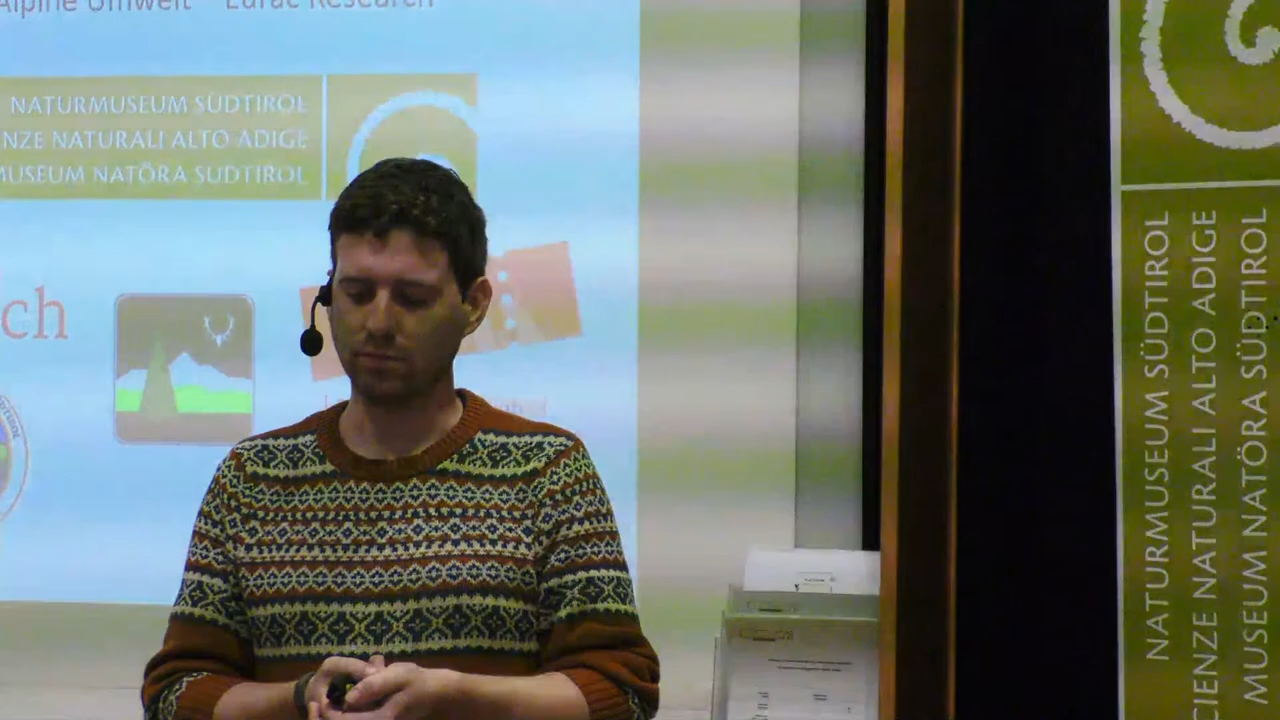 Alpine Umwelt – Eurac Research
NATURMUSEUM SÜDTIROL
NZE NATURALI ALTO ADIGE
MUSEUM NATÖRA SÜDTIROL
ch
NATURMUSEUM SÜDTIROL
CIENZE NATURALI ALTO ADIGE
MUSEUM NATÖRA SÜDTIROL